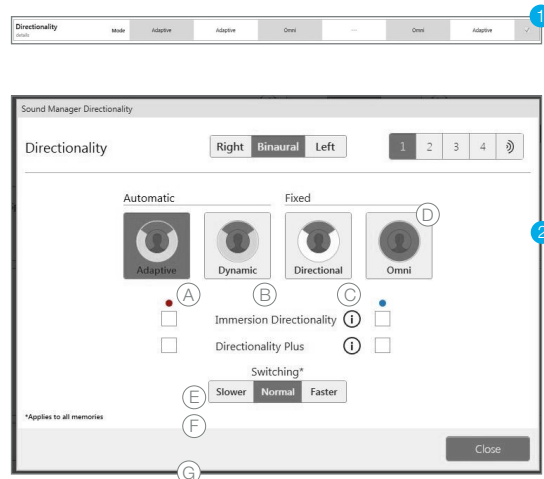 Directionality Mode Adaptive Adaptive Omni --- Omni Adaptive 1
details
Sound Manager Directionality
Directionality Right Binaural Left 1 2 3 4
Automatic Fixed
D
2
Adaptive Dynamic Directional Omni
A B C
Immersion Directionality i
Directionality Plus i
Switching*
E Slower Normal Faster
*Applies to all memories
F
Close
G